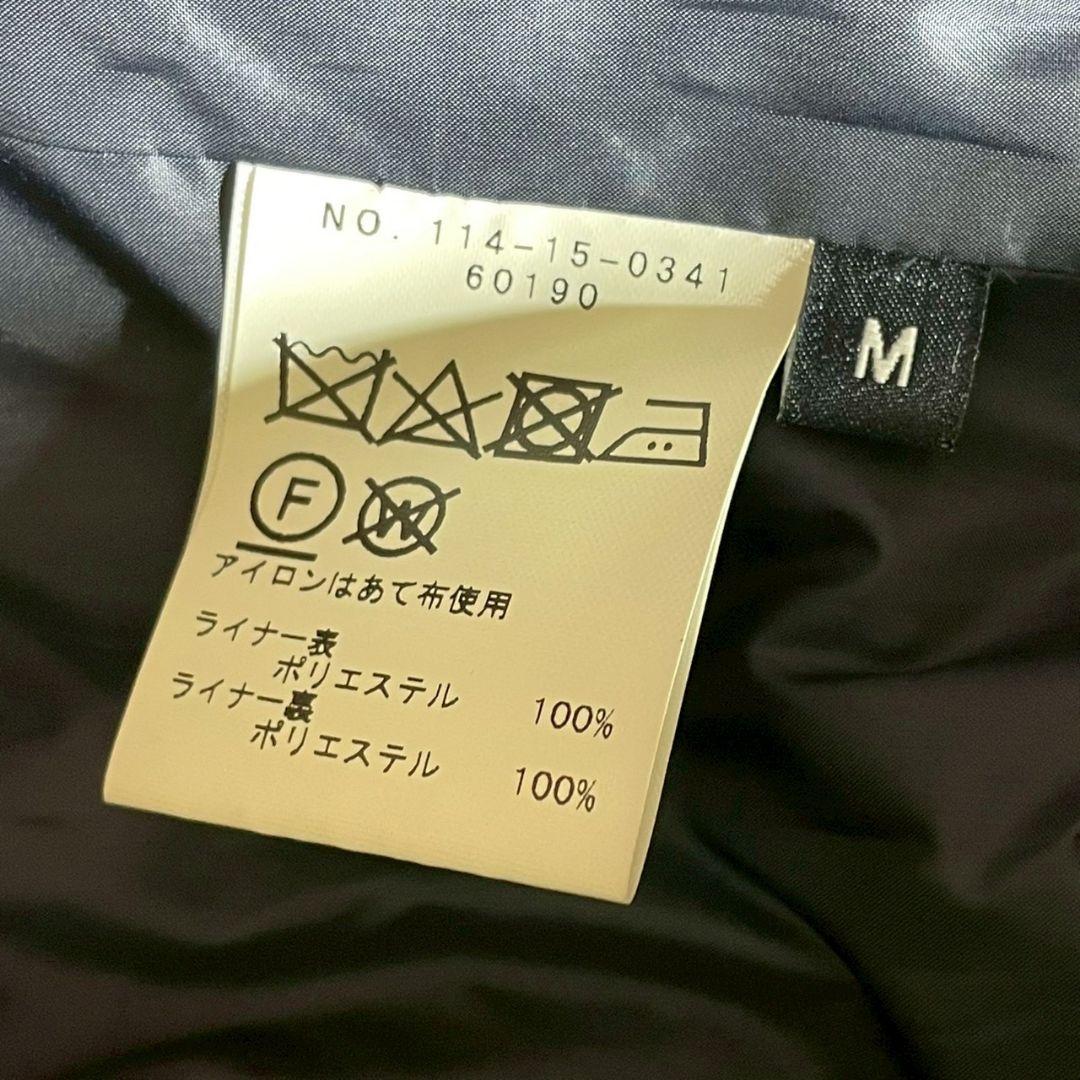 NO. 114-15-0341
60190
M
F
W
アイロンはあて布使用
ライナー表
ポリエステル 100%
ライナー裏
ポリエステル 100%